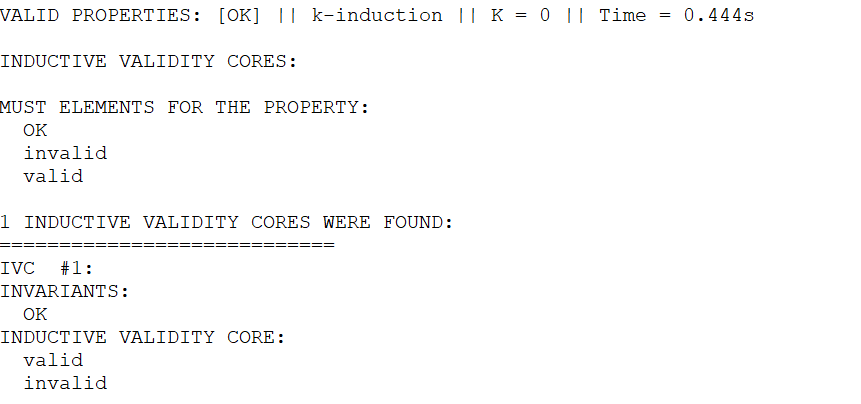 VALID PROPERTIES: [OK] || k-induction || K = 0 || Time = 0.444s
INDUCTIVE VALIDITY CORES:
MUST ELEMENTS FOR THE PROPERTY:
OK
invalid
valid
1 INDUCTIVE VALIDITY CORES WERE FOUND:
============================
IVC  #1:
INVARIANTS:
OK
INDUCTIVE VALIDITY CORE:
valid
invalid